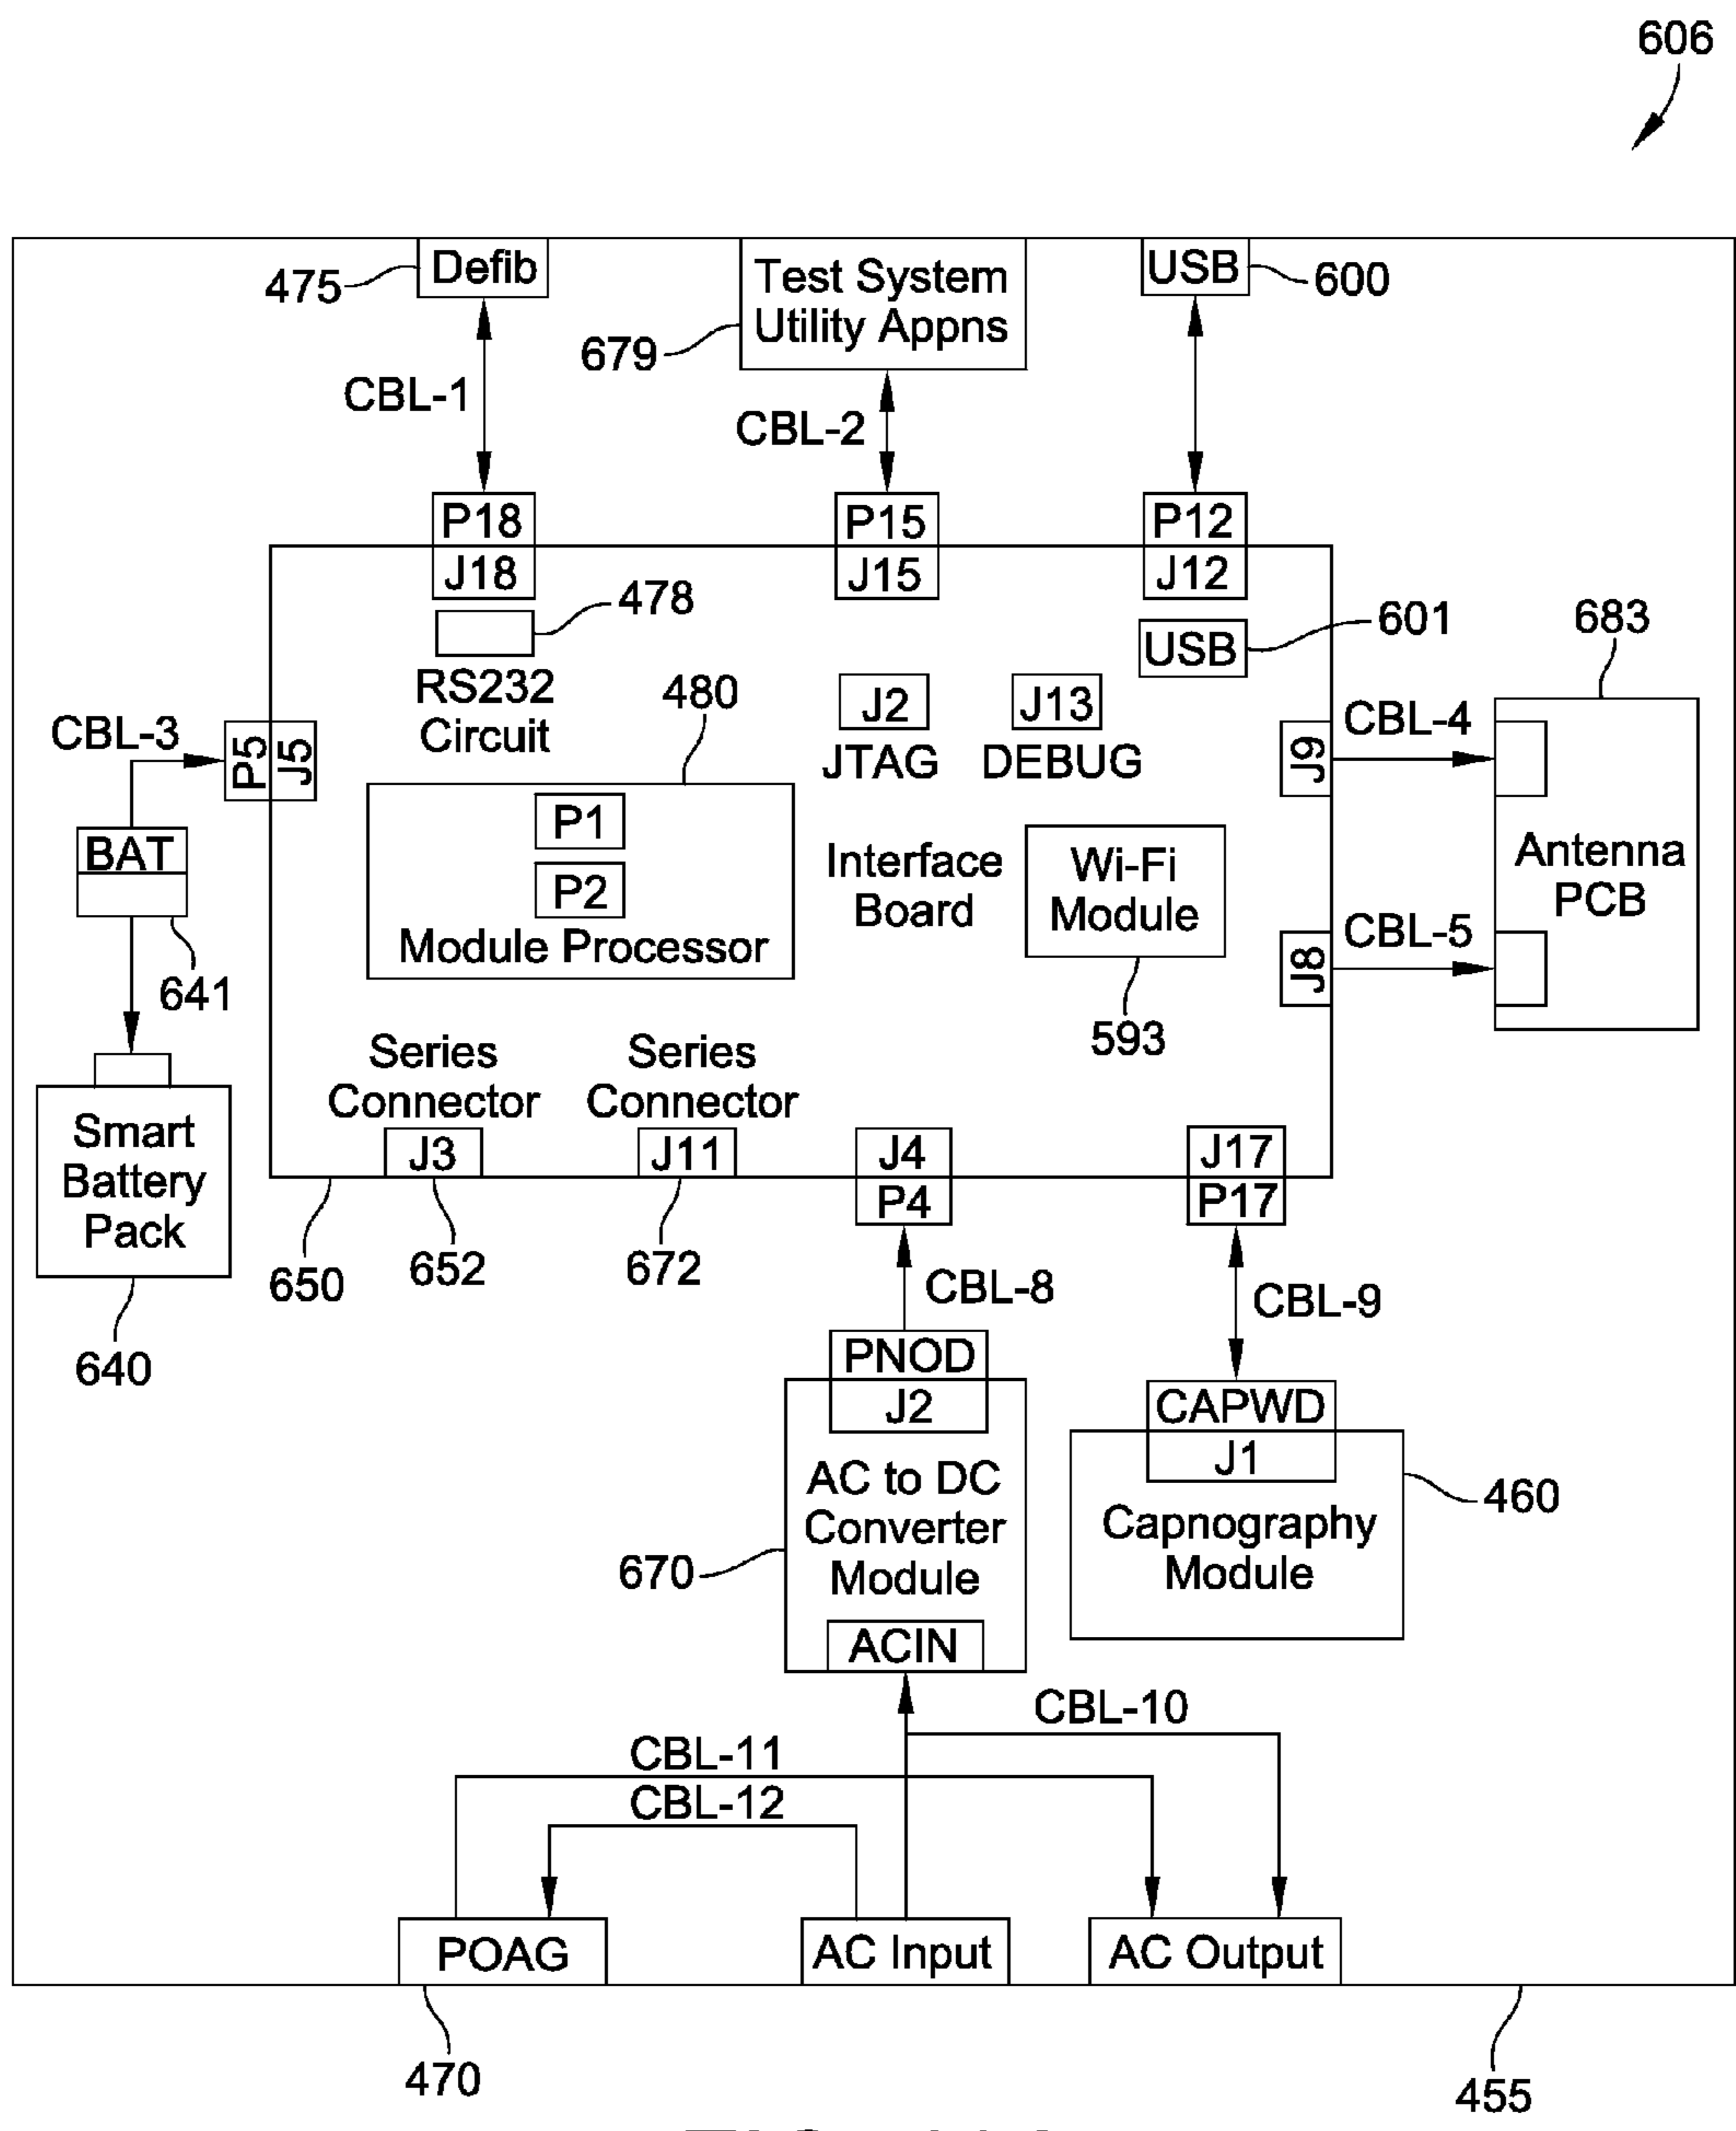 606
Defib
475
Test System
Utility Appns
679
USB
600
CBL-1
CBL-2
P18
J18
P15
J15
P12
J12
478
RS232
Circuit
USB
601
683
480
J2
JTAG
J13
DEBUG
CBL-3
P5
J5
J9
CBL-4
P1
P2
Module Processor
Interface
Board
Wi-Fi
Module
593
Antenna
PCB
BAT
641
J8
CBL-5
Series
Connector
J3
Series
Connector
J11
J4
P4
J17
P17
Smart
Battery
Pack
640
650
652
672
CBL-8
CBL-9
PNOD
J2
AC to DC
Converter
Module
ACIN
670
CAPWD
J1
Capnography
Module
460
CBL-10
CBL-11
CBL-12
POAG
AC Input
AC Output
470
455